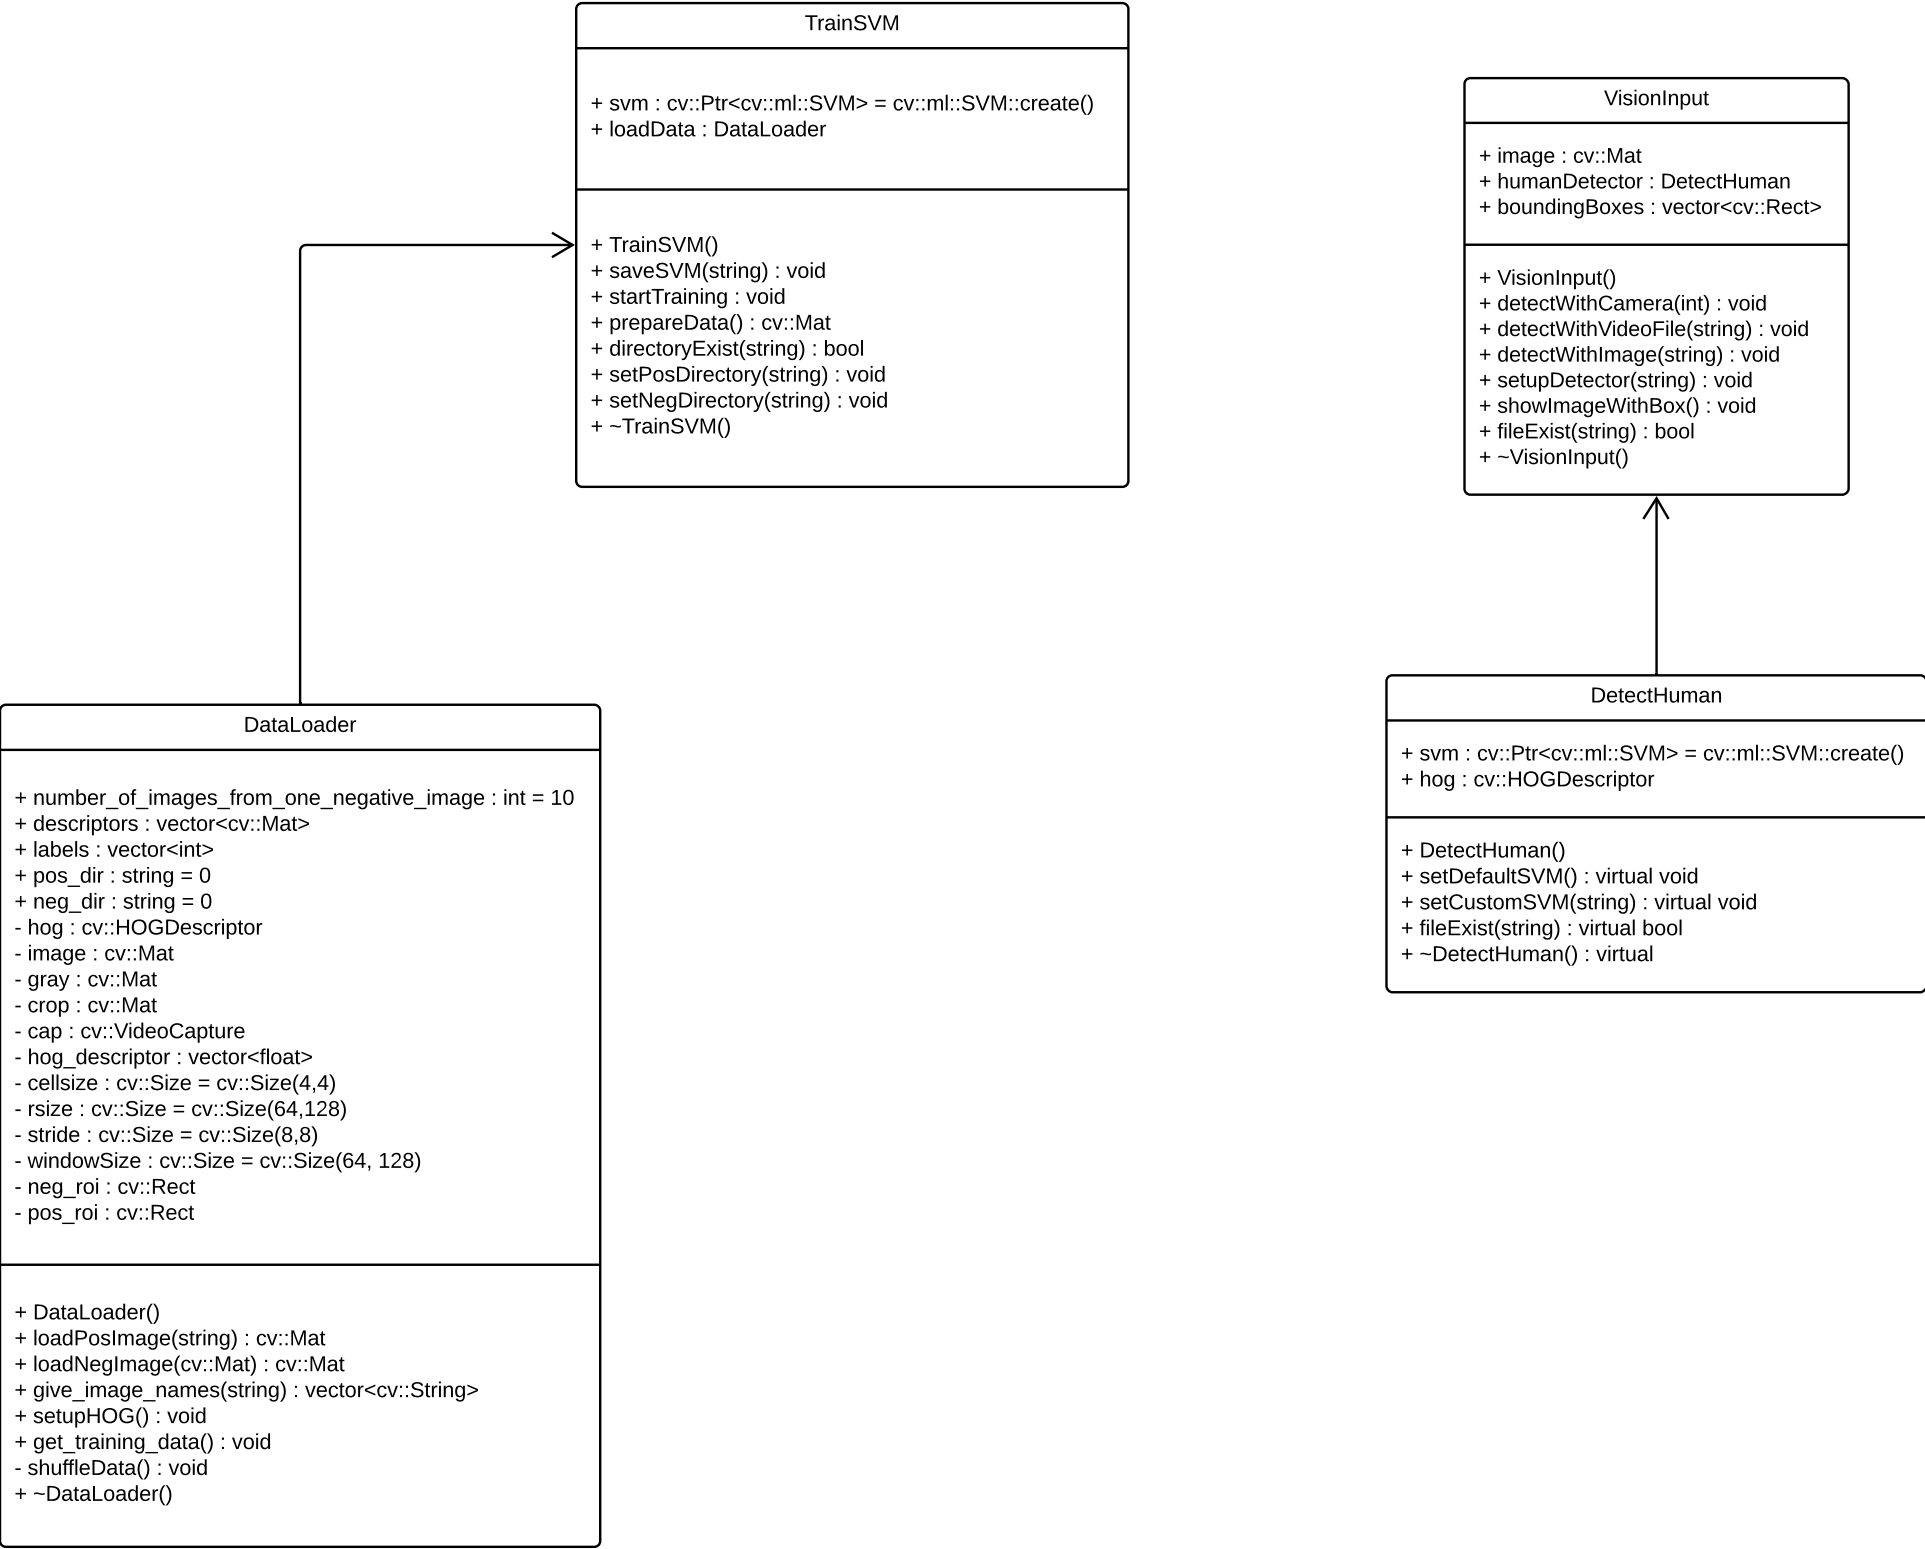 TrainSVM
+ svm : cv::Ptr<cv::ml::SVM> = cv::ml::SVM::create()
+ loadData : DataLoader
+ TrainSVM()
+ saveSVM(string) : void
+ startTraining : void
+ prepareData() : cv::Mat
+ directoryExist(string) : bool
+ setPosDirectory(string) : void
+ setNegDirectory(string) : void
+ ~TrainSVM()
VisionInput
+ image : cv::Mat
+ humanDetector : DetectHuman
+ boundingBoxes : vector<cv::Rect>
+ VisionInput()
+ detectWithCamera(int) : void
+ detectWithVideoFile(string) : void
+ detectWithImage(string) : void
+ setupDetector(string) : void
+ showImageWithBox() : void
+ fileExist(string) : bool
+ ~VisionInput()
DataLoader
+ number_of_images_from_one_negative_image : int = 10
+ descriptors : vector<cv::Mat>
+ labels : vector<int>
+ pos_dir : string = 0
+ neg_dir : string = 0
- hog : cv::HOGDescriptor
- image : cv::Mat
- gray : cv::Mat
- crop : cv::Mat
- cap : cv::VideoCapture
- hog_descriptor : vector<float>
- cellsize : cv::Size = cv::Size(4,4)
- rsize : cv::Size = cv::Size(64,128)
- stride : cv::Size = cv::Size(8,8)
- windowSize : cv::Size = cv::Size(64, 128)
- neg_roi : cv::Rect
- pos_roi : cv::Rect
+ DataLoader()
+ loadPosImage(string) : cv::Mat
+ loadNegImage(cv::Mat) : cv::Mat
+ give_image_names(string) : vector<cv::String>
+ setupHOG() : void
+ get_training_data() : void
- shuffleData() : void
+ ~DataLoader()
DetectHuman
+ svm : cv::Ptr<cv::ml::SVM> = cv::ml::SVM::create()
+ hog : cv::HOGDescriptor
+ DetectHuman()
+ setDefaultSVM() : virtual void
+ setCustomSVM(string) : virtual void
+ fileExist(string) : virtual bool
+ ~DetectHuman() : virtual